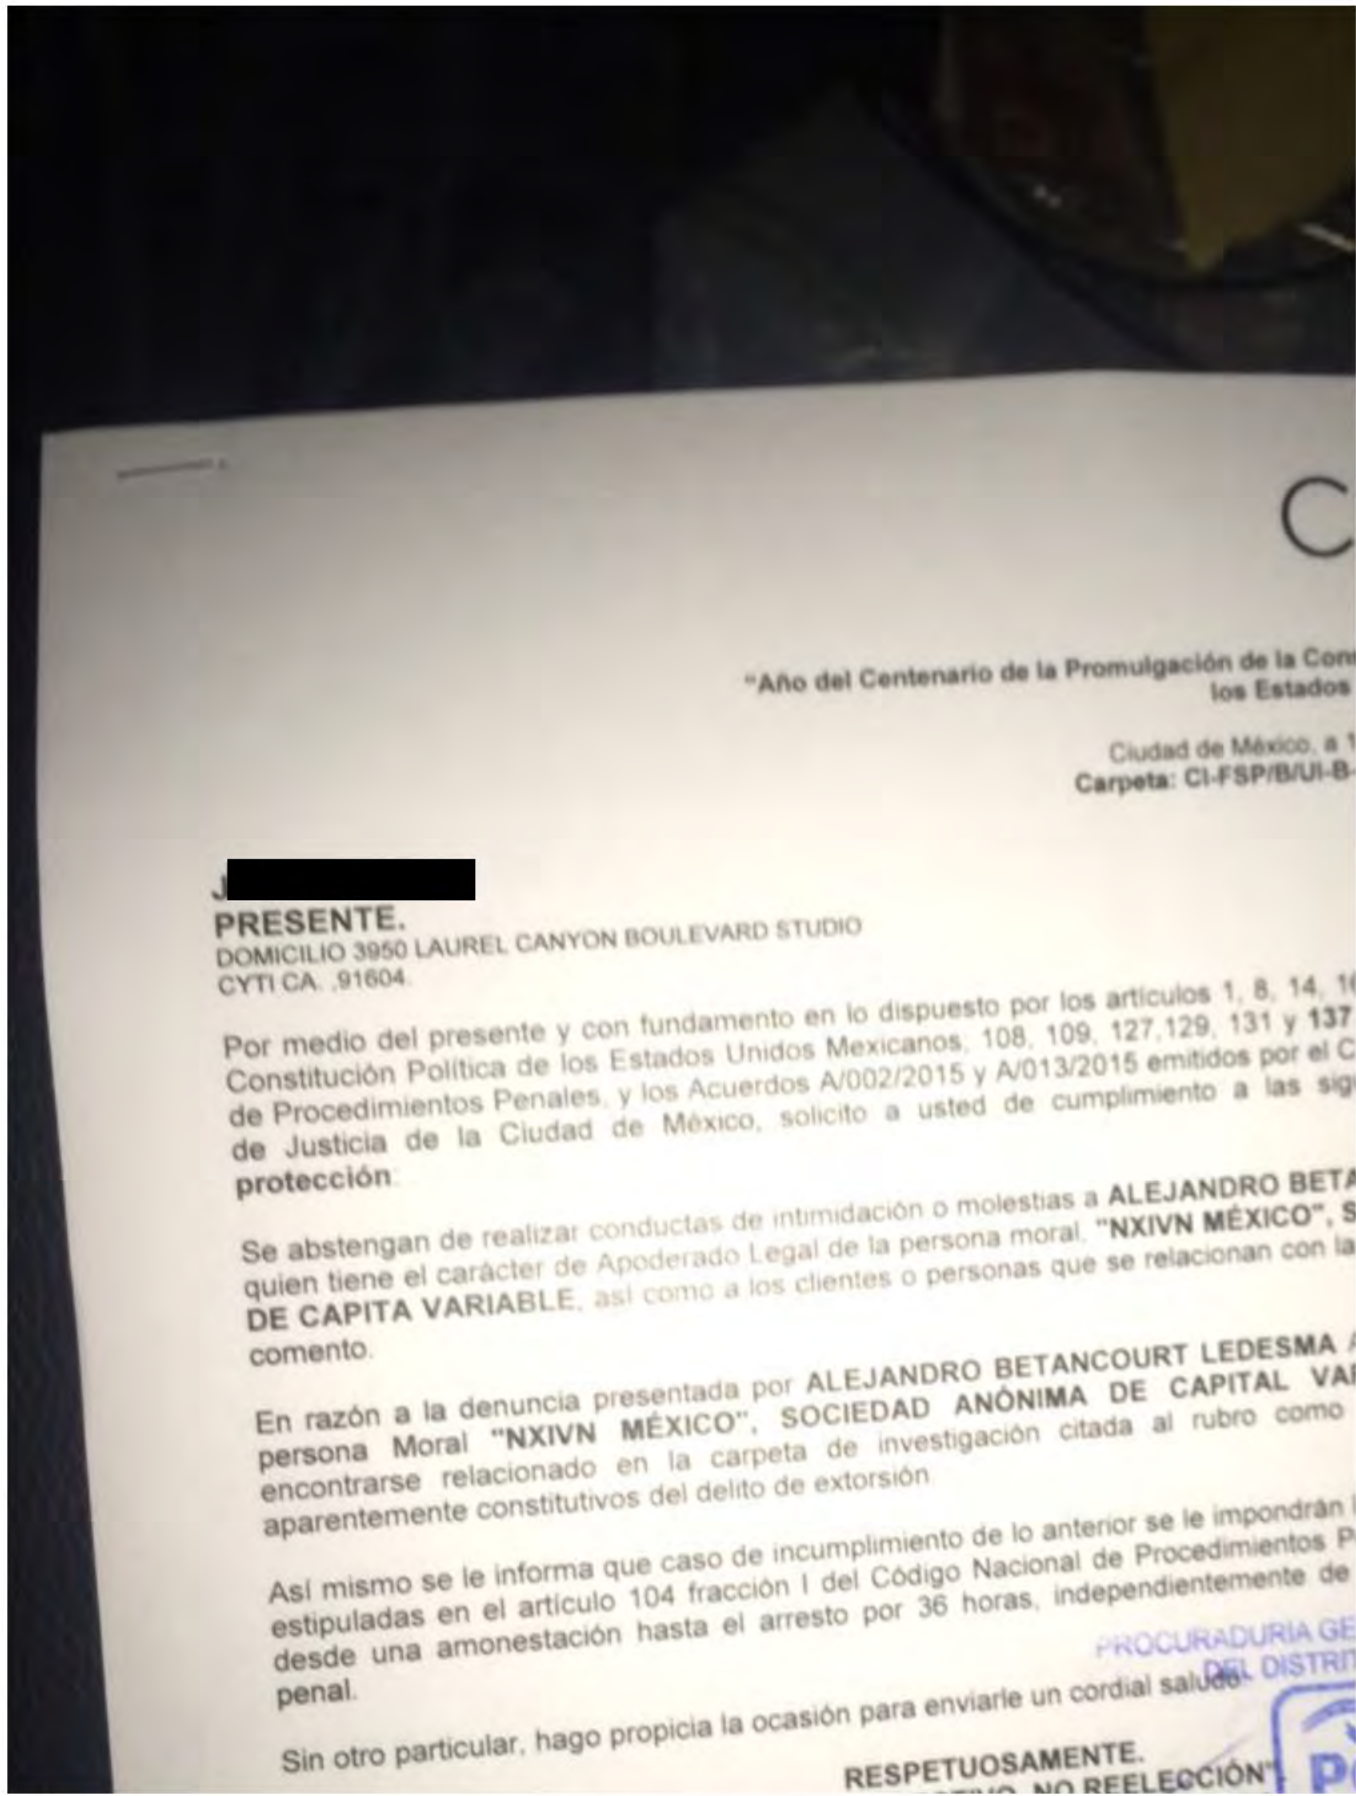 C
"Año del Centenario de la Promulgación de la
los Estados
Ciudad de México, a 1
Carpeta: CI-FSP/B/UI-B-
J
PRESENTE.
DOMICILIO 3950 LAUREL CANYON BOULEVARD STUDIO
CYTI CA. .91604.
Por medio del presente y con fundamento en lo dispuesto por los artículos 1, 8, 14,
Constitución Política de los Estados Unidos Mexicanos, 108, 109, 127,129, 131 y 137
de Procedimientos Penales, y los Acuerdos A/002/2015 y A/013/2015 emitidos por el C
de Justicia de la Ciudad de México, solicito a usted de cumplimiento a las sig
protección:
Se abstengan de realizar conductas de intimidación o molestias a ALEJANDRO BETA
quien tiene el carácter de Apoderado Legal de la persona moral, "NXIVN MÉXICO", S
DE CAPITA VARIABLE, así como a los clientes o personas que se relacionan con la
comento.
En razón a la denuncia presentada por ALEJANDRO BETANCOURT LEDESMA
persona Moral "NXIVN MÉXICO", SOCIEDAD ANÓNIMA DE CAPITAL VAR
encontrarse relacionado en la carpeta de investigación citada al rubro como
aparentemente constitutivos del delito de extorsión
Así mismo se le informa que caso de incumplimiento de lo anterior se le impondrán
estipuladas en el artículo 104 fracción I del Código Nacional de Procedimientos P
desde una amonestación hasta el arresto por 36 horas, independientemente de
penal.
PROCURADURIA GE
DEL DISTRIT
Sin otro particular, hago propicia la ocasión para enviarle un cordial saludo
RESPETUOSAMENTE.
NO REELECCIÓN"